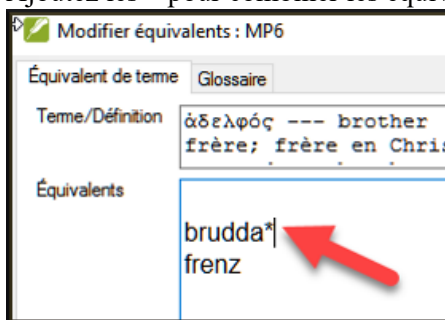 Modifier équivalents : MP6
Équivalent de terme Glossaire
Terme/Définition
ἀδελφός --- brother
frère; frère en Chris
Équivalents
brudda*
frenz